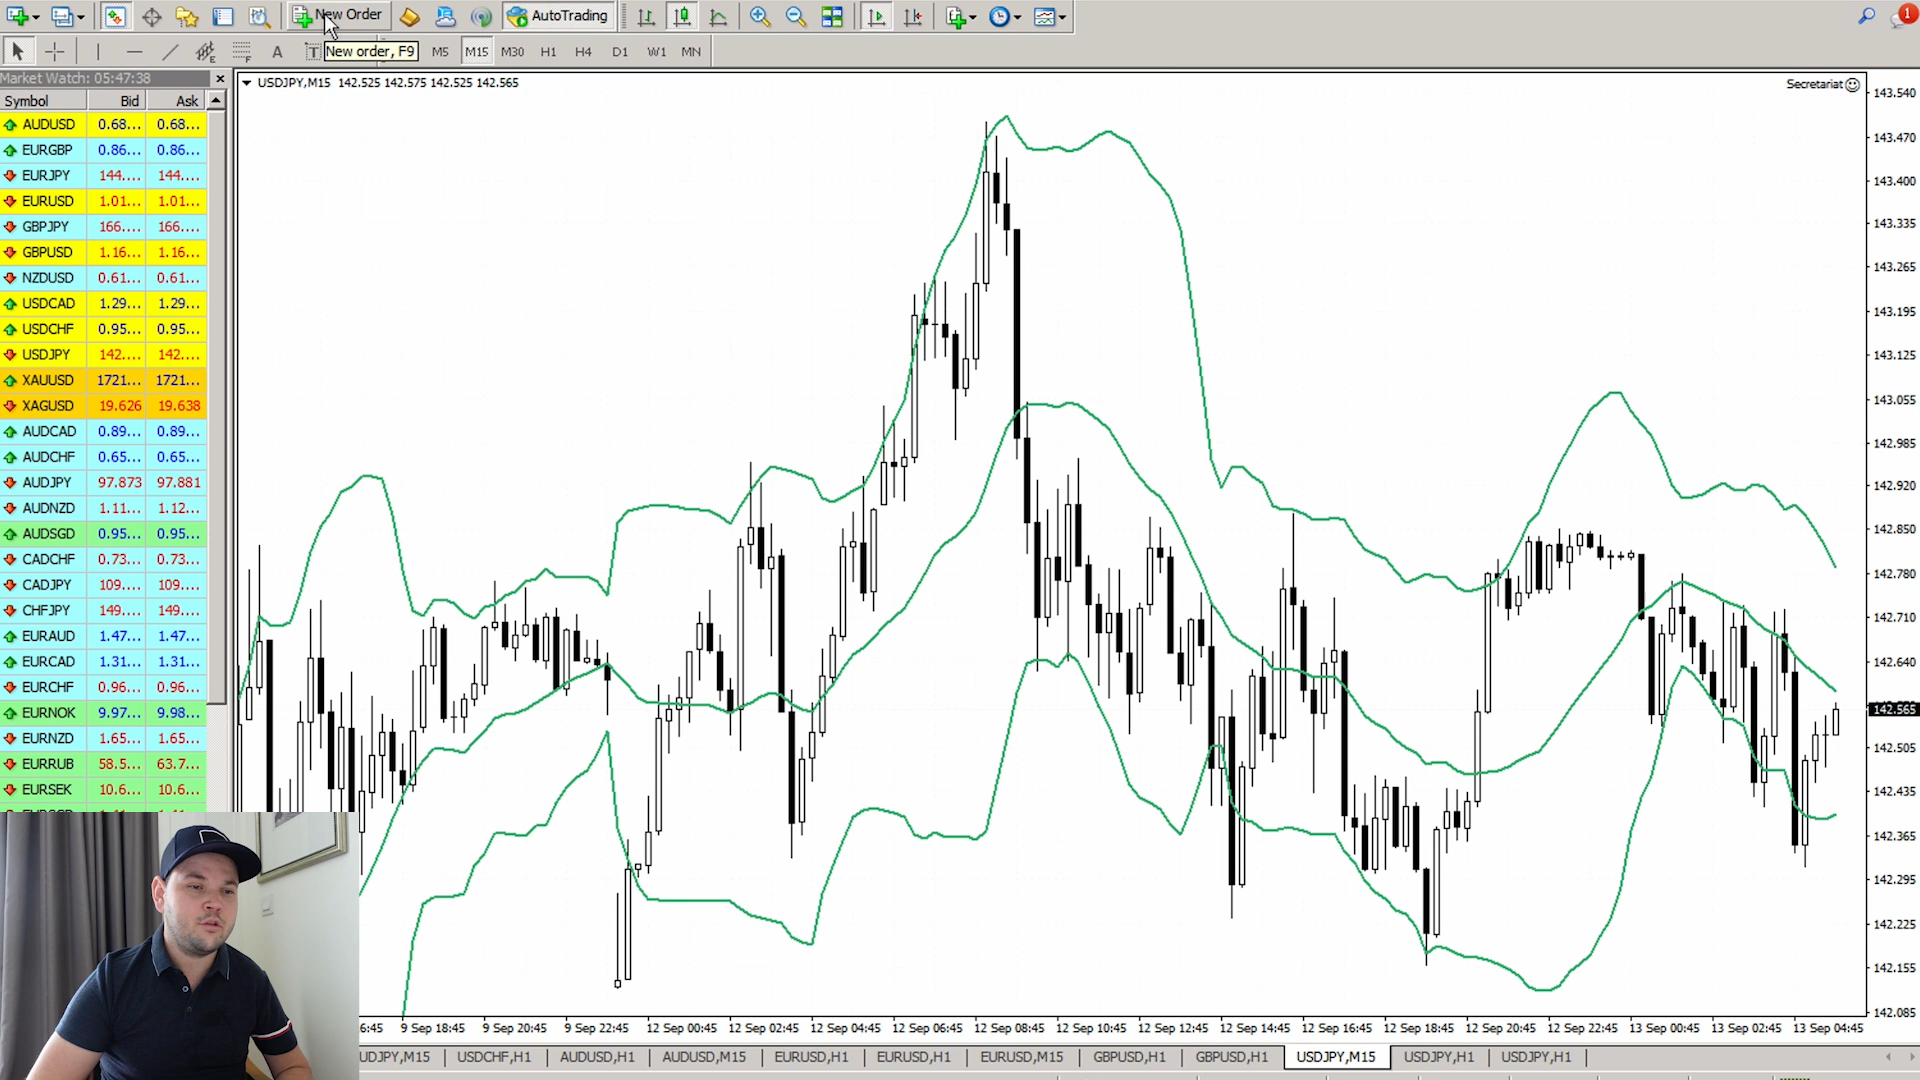 New Order
AutoTrading
A
T
New order, F9
M5
M15
M30
H1
H4
D1
W1
MN
1
Market Watch: 05:47:38
Symbol Bid Ask
AUDUSD 0.68... 0.68...
EURGBP 0.86... 0.86...
EURJPY 144.... 144....
EURUSD 1.01... 1.01...
GBPJPY 166.... 166....
GBPUSD 1.16... 1.16...
NZDUSD 0.61... 0.61...
USDCAD 1.29... 1.29...
USDCHF 0.95... 0.95...
USDJPY 142.... 142....
XAUUSD 1721... 1721...
XAGUSD 19.626 19.638
AUDCAD 0.89... 0.89...
AUDCHF 0.65... 0.65...
AUDJPY 97.873 97.881
AUDNZD 1.11... 1.12...
AUDSGD 0.95... 0.95...
CADCHF 0.73... 0.73...
CADJPY 109.... 109....
CHFJPY 149.... 149....
EURAUD 1.47... 1.47...
EURCAD 1.31... 1.31...
EURCHF 0.96... 0.96...
EURNOK 9.97... 9.98...
EURNZD 1.65... 1.65...
EURRUB 58.5... 63.7...
EURSEK 10.6... 10.6...
USDJPY,M15 142.525 142.575 142.525 142.565
Secretariat
143.540
143.470
143.400
143.335
143.265
143.195
143.125
143.055
142.985
142.920
142.850
142.780
142.710
142.640
142.565
142.505
142.435
142.365
142.295
142.225
142.155
142.085
6:45 9 Sep 18:45 9 Sep 20:45 9 Sep 22:45 12 Sep 00:45 12 Sep 02:45 12 Sep 04:45 12 Sep 06:45 12 Sep 08:45 12 Sep 10:45 12 Sep 12:45 12 Sep 14:45 12 Sep 16:45 12 Sep 18:45 12 Sep 20:45 12 Sep 22:45 13 Sep 00:45 13 Sep 02:45 13 Sep 04:45
UDJPY,M15 USDCHF,H1 AUDUSD,H1 AUDUSD,M15 EURUSD,H1 EURUSD,H1 EURUSD,M15 GBPUSD,H1 GBPUSD,H1 USDJPY,M15 USDJPY,H1 USDJPY,H1